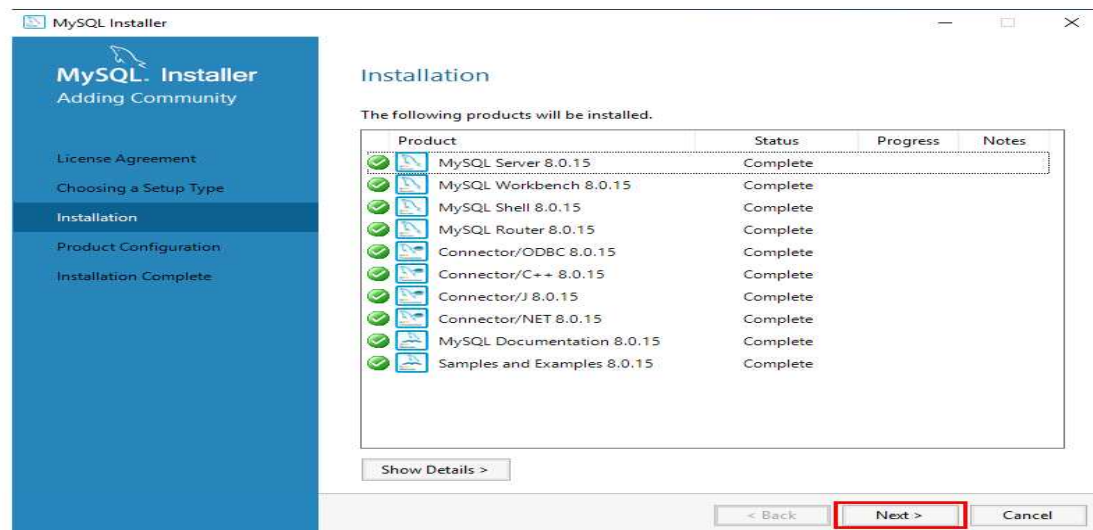 MySQL Installer
MySQL. Installer
Adding Community
License Agreement
Choosing a Setup Type
Installation
Product Configuration
Installation Complete
Installation
The following products will be installed.
Product Status Progress Notes
MySQL Server 8.0.15 Complete
MySQL Workbench 8.0.15 Complete
MySQL Shell 8.0.15 Complete
MySQL Router 8.0.15 Complete
Connector/ODBC 8.0.15 Complete
Connector/C++ 8.0.15 Complete
Connector/J 8.0.15 Complete
Connector/NET 8.0.15 Complete
MySQL Documentation 8.0.15 Complete
Samples and Examples 8.0.15 Complete
Show Details >
< Back Next > Cancel